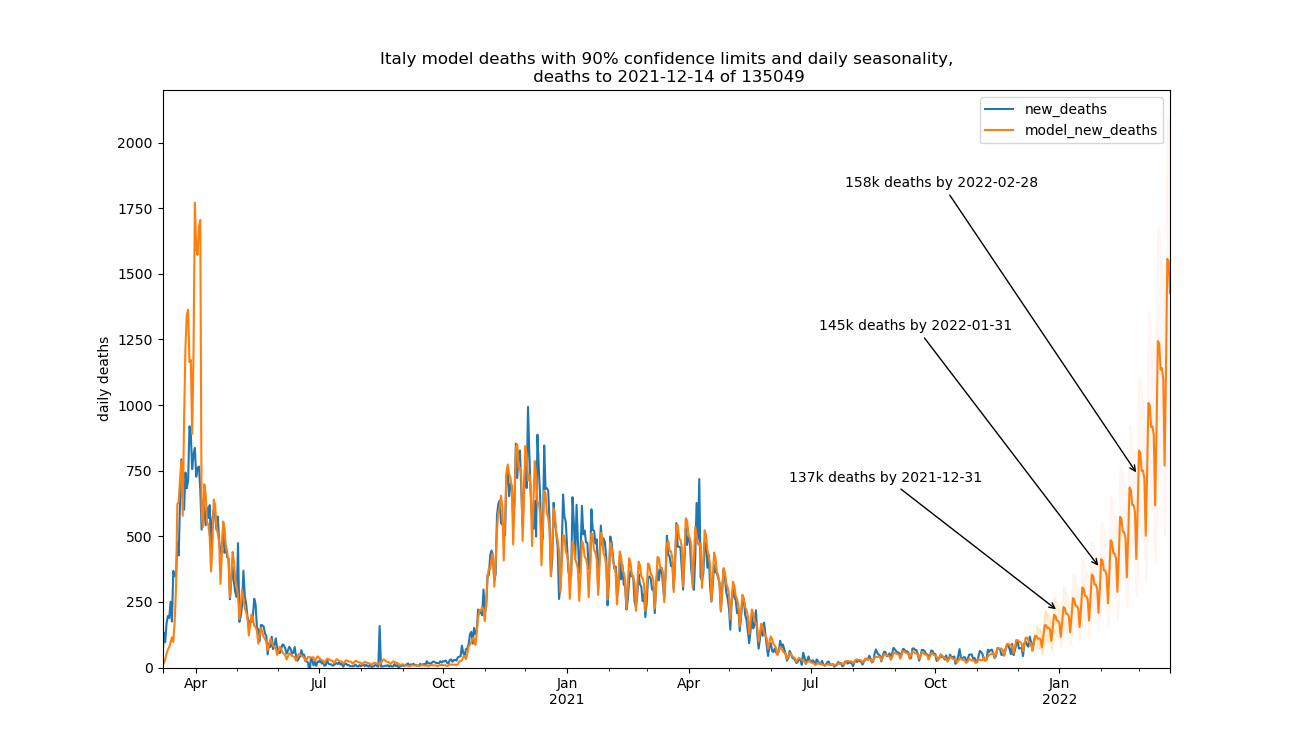 Italy model deaths with 90% confidence limits and daily seasonality,
deaths to 2021-12-14 of 135049
new_deaths
model_new_deaths
158k deaths by 2022-02-28
145k deaths by 2022-01-31
137k deaths by 2021-12-31
daily deaths
2000
1750
1500
1250
1000
750
500
250
0
Apr Jul Oct Jan Apr Jul Oct Jan
2021 2022